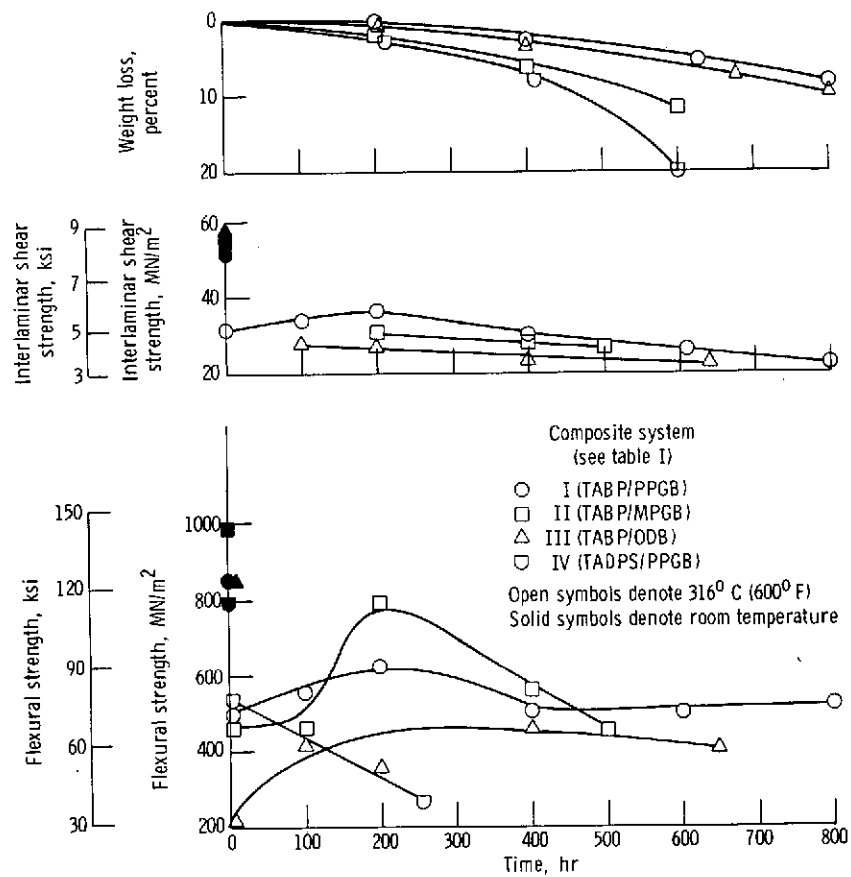 Weight loss,
percent
0
10
20
Interlaminar shear
strength, ksi
9
7
5
3
Interlaminar shear
strength, MN/m2
60
40
20
Composite system
(see table I)
I (TABP/PPGB)
II (TABP/MPGB)
III (TABP/ODB)
IV (TADPS/PPGB)
Open symbols denote 316⁰ C (600⁰ F)
Solid symbols denote room temperature
Flexural strength, ksi
150
120
90
60
30
Flexural strength, MN/m2
1000
800
600
400
200
0 100 200 300 400 500 600 700 800
Time, hr